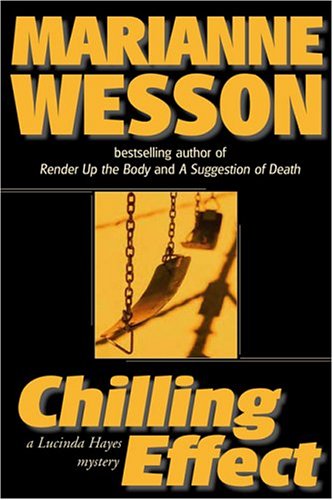 MARIANNE
WESSON
bestselling author of
Render Up the Body and A Suggestion of Death
Chilling
a Lucinda Hayes
mystery
Effect